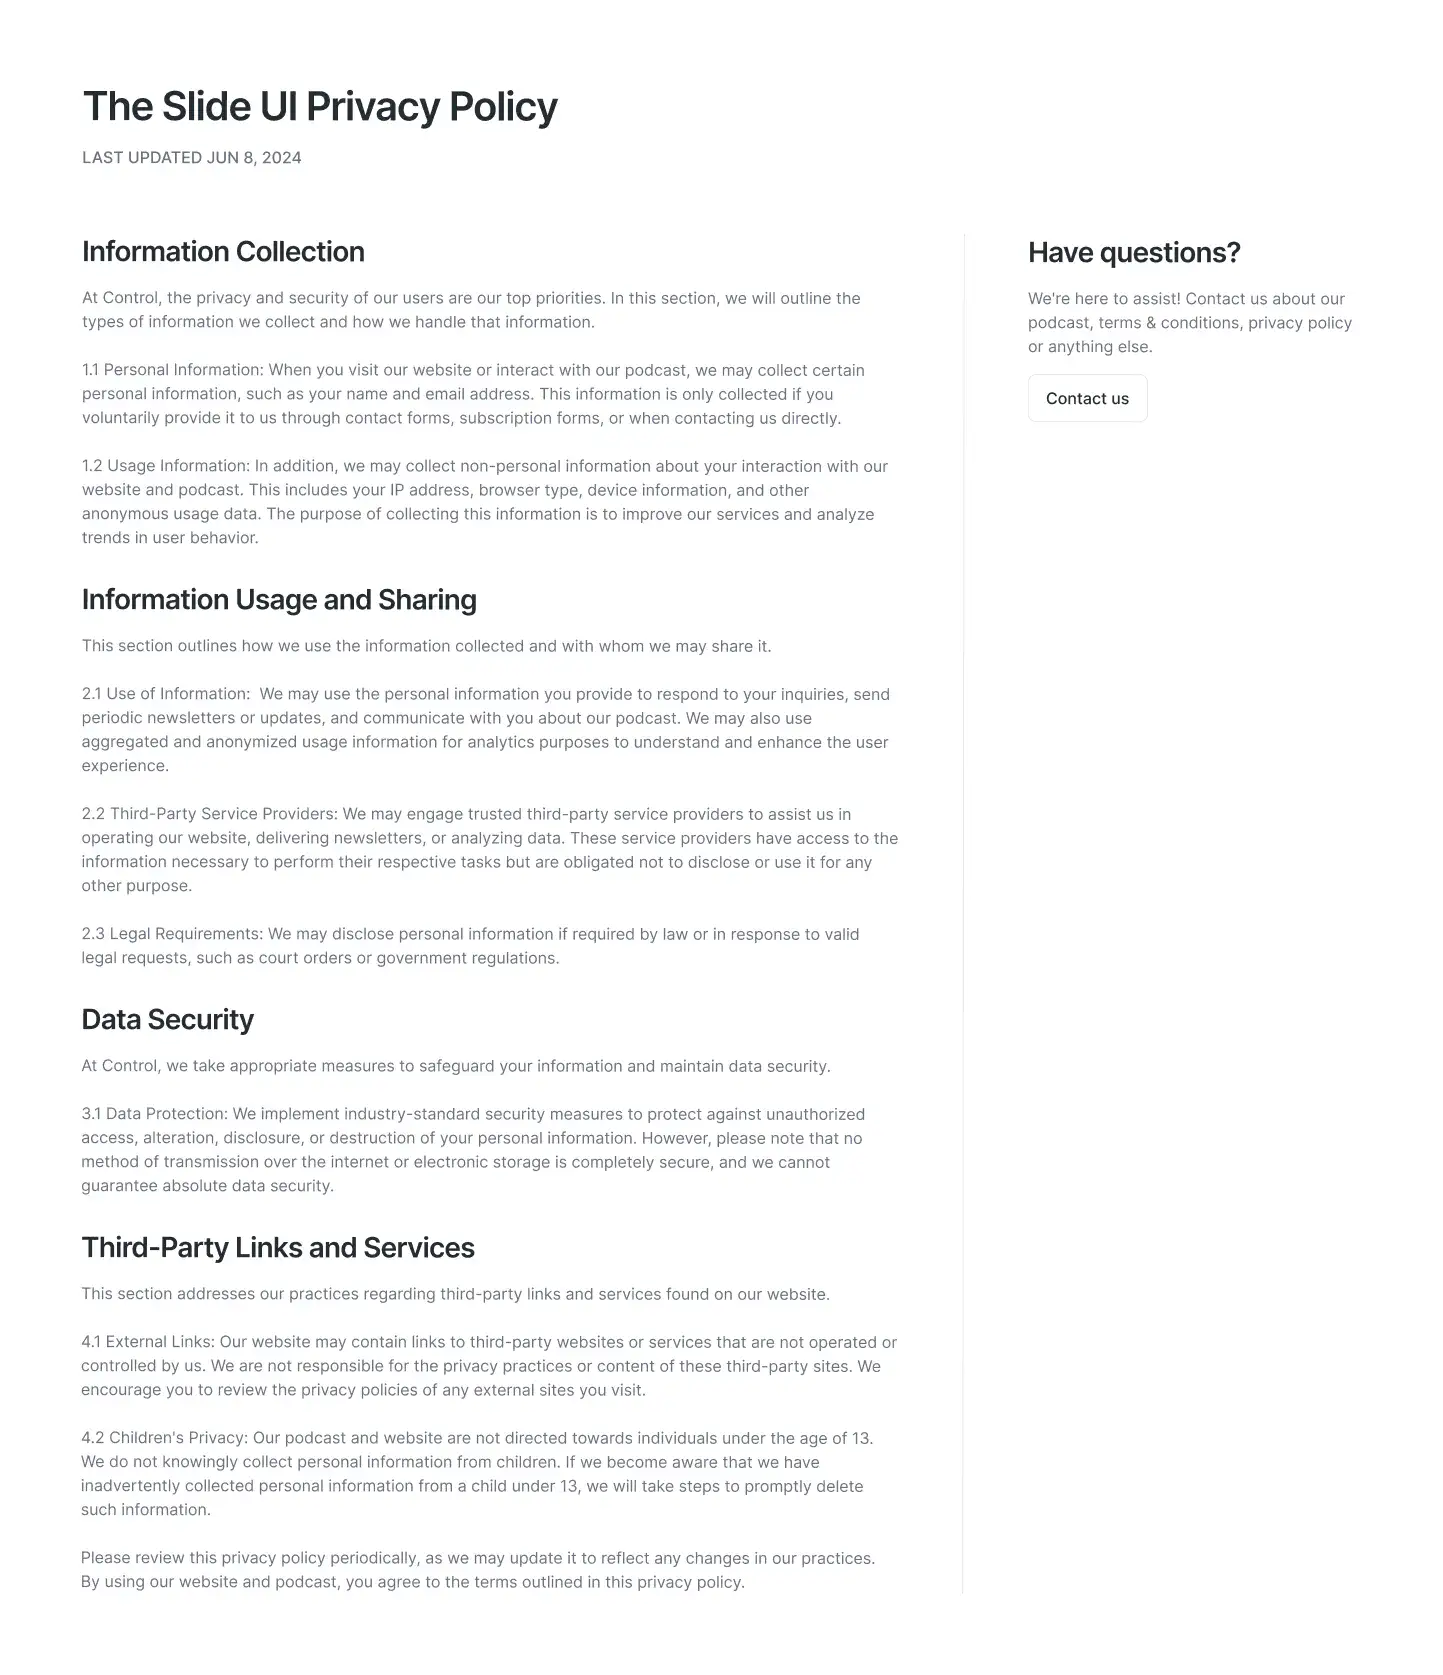 The Slide UI Privacy Policy
LAST UPDATED JUN 8, 2024
Information Collection
At Control, the privacy and security of our users are our top priorities. In this section, we will outline the
types of information we collect and how we handle that information.
1.1 Personal Information: When you visit our website or interact with our podcast, we may collect certain
personal information, such as your name and email address. This information is only collected if you
voluntarily provide it to us through contact forms, subscription forms, or when contacting us directly.
1.2 Usage Information: In addition, we may collect non-personal information about your interaction with our
website and podcast. This includes your IP address, browser type, device information, and other
anonymous usage data. The purpose of collecting this information is to improve our services and analyze
trends in user behavior.
Information Usage and Sharing
This section outlines how we use the information collected and with whom we may share it.
2.1 Use of Information:  We may use the personal information you provide to respond to your inquiries, send
periodic newsletters or updates, and communicate with you about our podcast. We may also use
aggregated and anonymized usage information for analytics purposes to understand and enhance the user
experience.
2.2 Third-Party Service Providers: We may engage trusted third-party service providers to assist us in
operating our website, delivering newsletters, or analyzing data. These service providers have access to the
information necessary to perform their respective tasks but are obligated not to disclose or use it for any
other purpose.
2.3 Legal Requirements: We may disclose personal information if required by law or in response to valid
legal requests, such as court orders or government regulations.
Data Security
At Control, we take appropriate measures to safeguard your information and maintain data security.
3.1 Data Protection: We implement industry-standard security measures to protect against unauthorized
access, alteration, disclosure, or destruction of your personal information. However, please note that no
method of transmission over the internet or electronic storage is completely secure, and we cannot
guarantee absolute data security.
Third-Party Links and Services
This section addresses our practices regarding third-party links and services found on our website.
4.1 External Links: Our website may contain links to third-party websites or services that are not operated or
controlled by us. We are not responsible for the privacy practices or content of these third-party sites. We
encourage you to review the privacy policies of any external sites you visit.
4.2 Children's Privacy: Our podcast and website are not directed towards individuals under the age of 13.
We do not knowingly collect personal information from children. If we become aware that we have
inadvertently collected personal information from a child under 13, we will take steps to promptly delete
such information.
Please review this privacy policy periodically, as we may update it to reflect any changes in our practices.
By using our website and podcast, you agree to the terms outlined in this privacy policy.
Have questions?
We're here to assist! Contact us about our
podcast, terms & conditions, privacy policy
or anything else.
Contact us